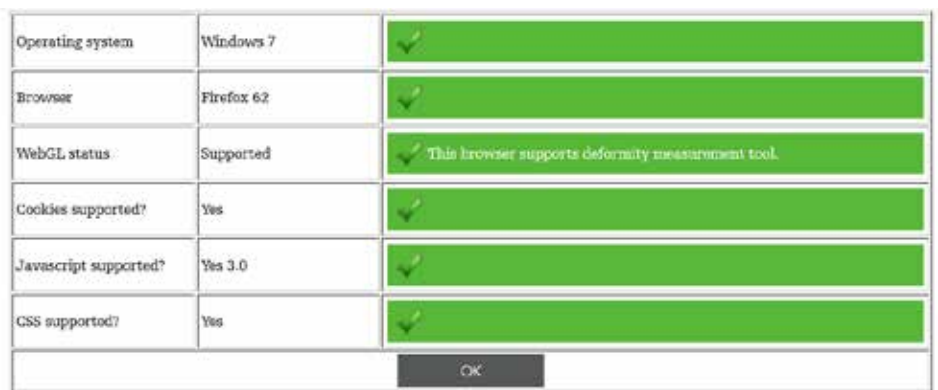 Operating system Windows 7
Browser Firefox 62
WebGL status Supported This browser supports deformity measurement tool.
Cookies supported? Yes
Javascript supported? Yes 3.0
CSS supported? Yes
OK